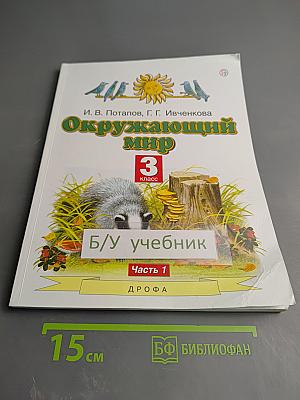 И. В. Потапов, Г. Г. Ивченкова
Окружающий
мир
3
класс
Б/У учебник
Часть 1
ДРОФА
15 см
БФ БИБЛИОФАН